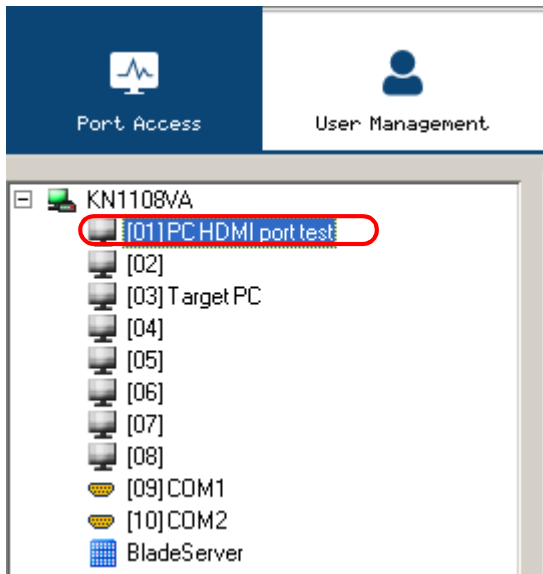 Port Access
User Management
KN1108VA
[01]PC HDMI port test
[02]
[03] Target PC
[04]
[05]
[06]
[07]
[08]
[09] COM1
[10] COM2
BladeServer